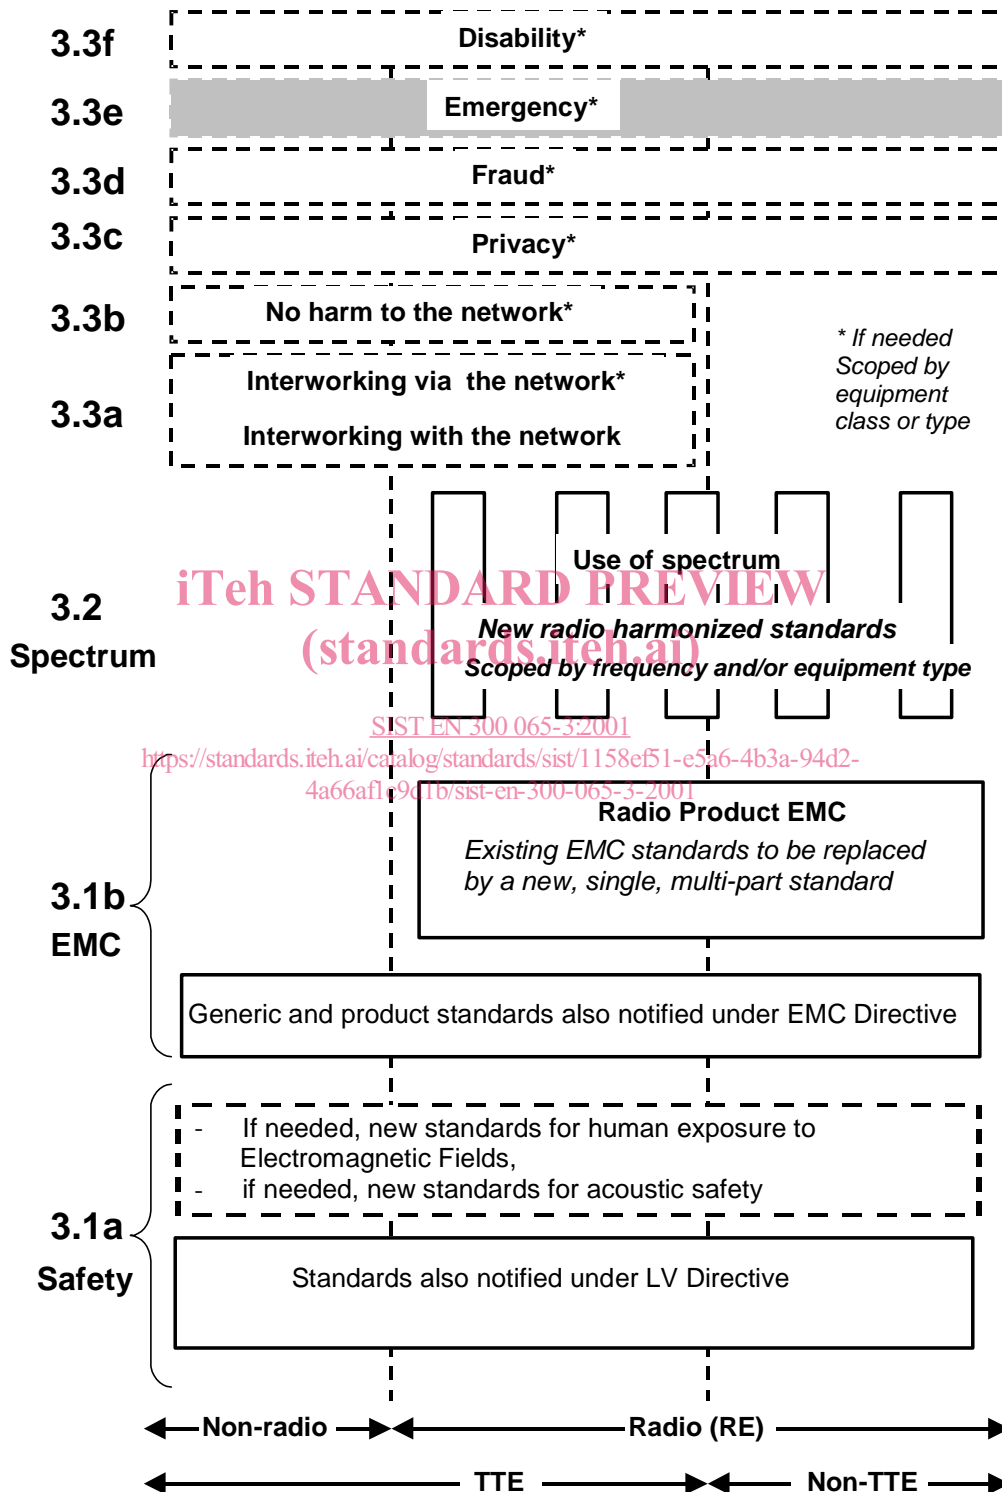 3.3f
Disability*
3.3e
Emergency*
3.3d
Fraud*
3.3c
Privacy*
3.3b
No harm to the network*
* If needed
Scoped by
equipment
class or type
3.3a
Interworking via the network*
Interworking with the network
3.2
Spectrum
Use of spectrum
New radio harmonized standards
Scoped by frequency and/or equipment type
iTeh STANDARD PREVIEW
(standards.iteh.ai)
SIST EN 300 065-3:2001
https://standards.iteh.ai/catalog/standards/sist/1158ef51-e5a6-4b3a-94d2-
4a66af1c9d1b/sist-en-300-065-3-2001
3.1b
EMC
Radio Product EMC
Existing EMC standards to be replaced
by a new, single, multi-part standard
Generic and product standards also notified under EMC Directive
3.1a
Safety
- If needed, new standards for human exposure to
Electromagnetic Fields,
- if needed, new standards for acoustic safety
Standards also notified under LV Directive
Non-radio
Radio (RE)
TTE
Non-TTE